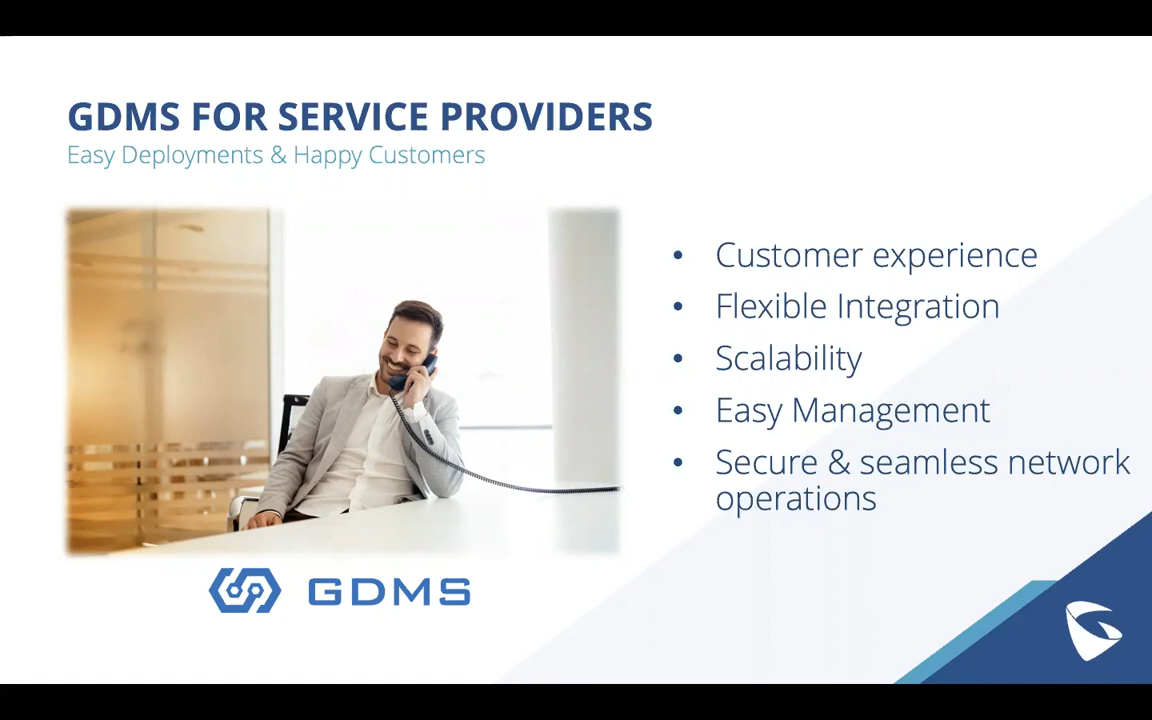 GDMS FOR SERVICE PROVIDERS
Easy Deployments & Happy Customers
• Customer experience
• Flexible Integration
• Scalability
• Easy Management
• Secure & seamless network
operations
GDMS